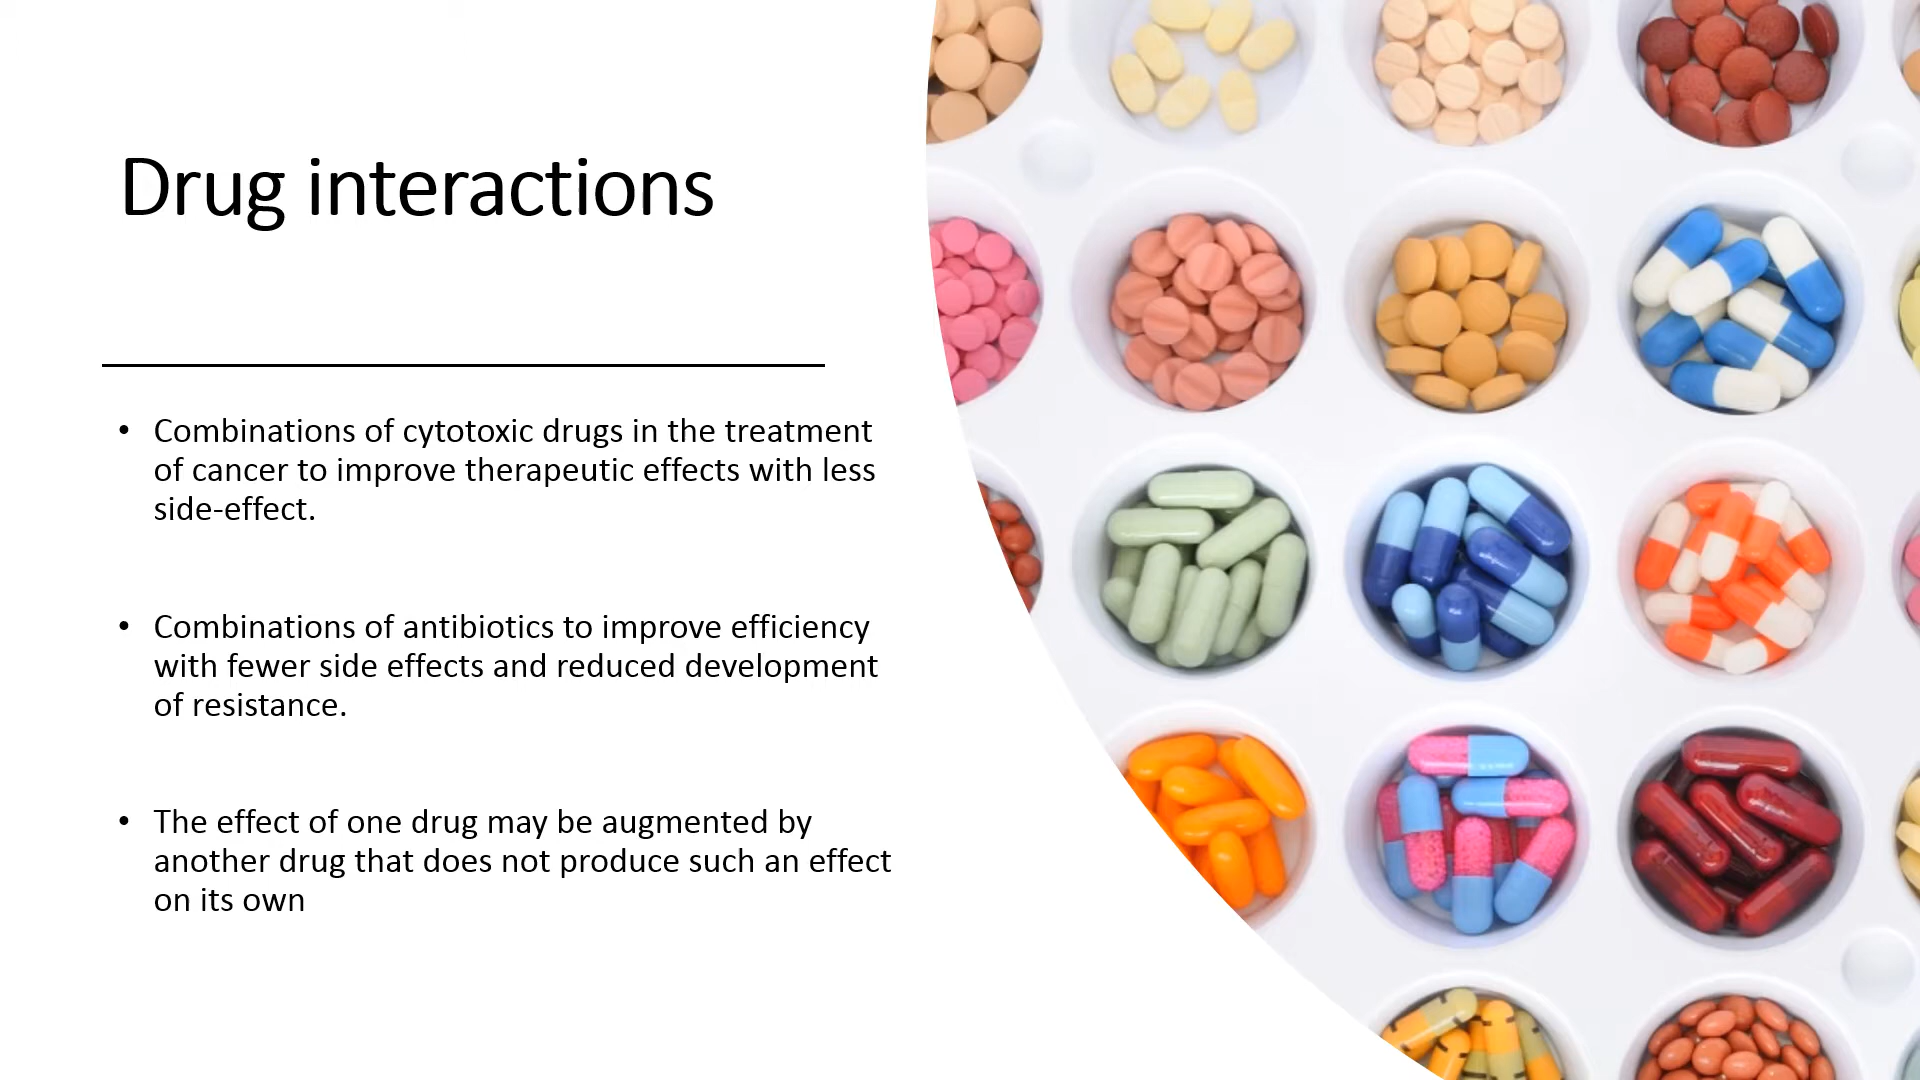 Drug interactions
• Combinations of cytotoxic drugs in the treatment
of cancer to improve therapeutic effects with less
side-effect.
• Combinations of antibiotics to improve efficiency
with fewer side effects and reduced development
of resistance.
• The effect of one drug may be augmented by
another drug that does not produce such an effect
on its own